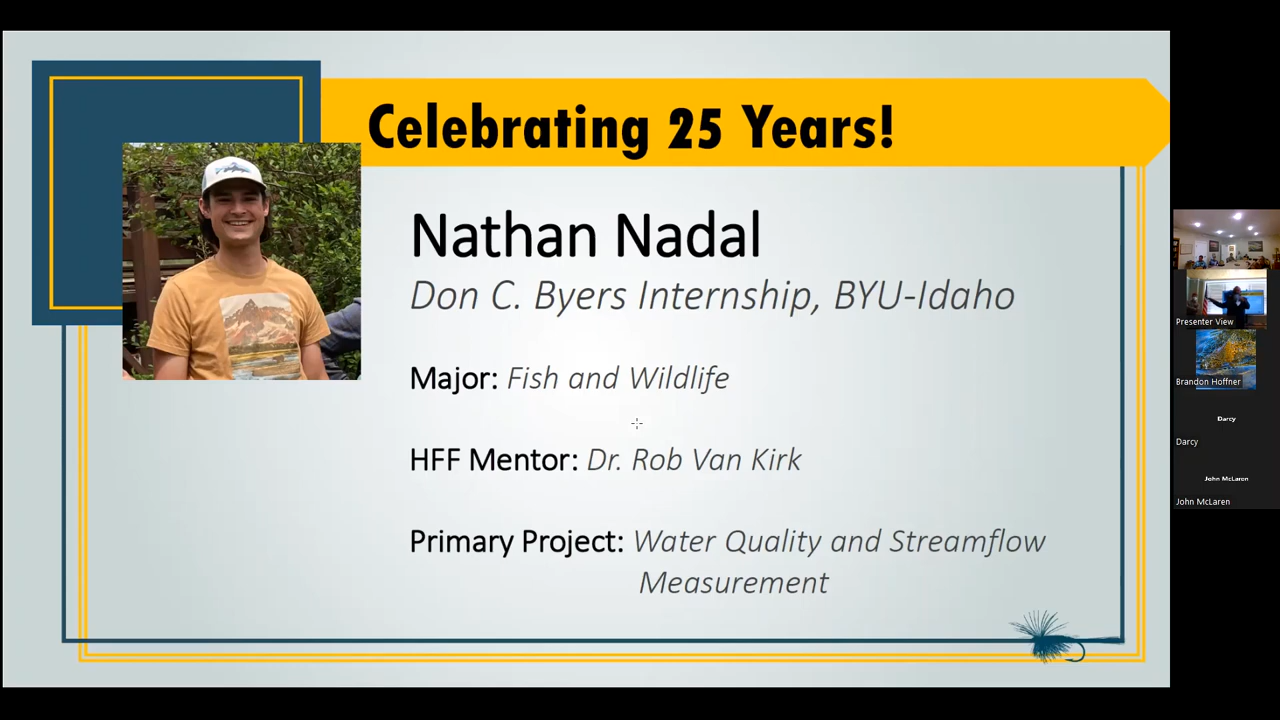 Celebrating 25 Years!
Nathan Nadal
Don C. Byers Internship, BYU-Idaho
Major: Fish and Wildlife
HFF Mentor: Dr. Rob Van Kirk
Primary Project: Water Quality and Streamflow
Measurement
Presenter View
Brandon Hoffner
Darcy
Darcy
John McLaren
John McLaren